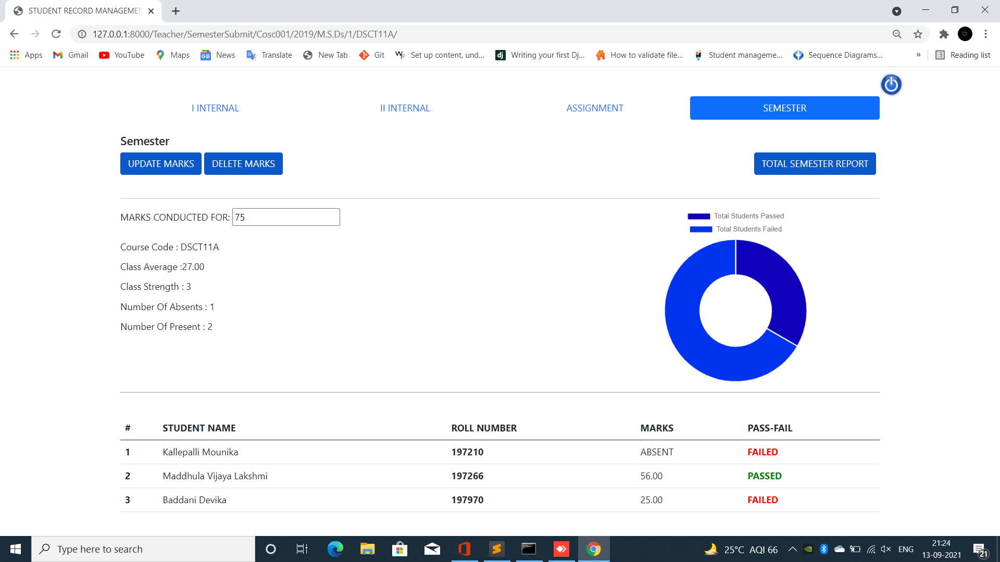 STUDENT RECORD MANAGEMEN
127.0.0.1:8000/Teacher/SemesterSubmit/Cosc001/2019/M.S.Ds/1/DSCT11A/
Apps Gmail YouTube Maps News Translate New Tab Git Set up content, und... Writing your first Dj... How to validate file... Student manageme... Sequence Diagrams... » Reading list
I INTERNAL II INTERNAL ASSIGNMENT SEMESTER
Semester
UPDATE MARKS DELETE MARKS TOTAL SEMESTER REPORT
MARKS CONDUCTED FOR: 75
Total Students Passed
Total Students Failed
Course Code : DSCT11A
Class Average :27.00
Class Strength : 3
Number Of Absents : 1
Number Of Present : 2
# STUDENT NAME ROLL NUMBER MARKS PASS-FAIL
1 Kallepalli Mounika 197210 ABSENT FAILED
2 Maddhula Vijaya Lakshmi 197266 56.00 PASSED
3 Baddani Devika 197970 25.00 FAILED
Type here to search
25°C AQI 66 ENG
21:24
13-09-2021
21